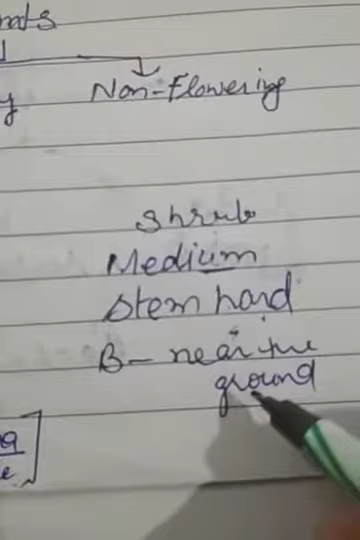 Non-Flowering
Shrub
Medium
Stem hard
B- near the
ground